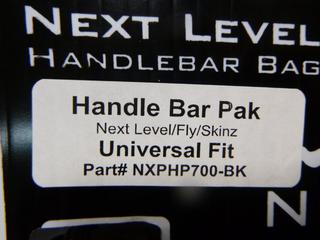 NEXT LEVEL
HANDLEBAR BAG
Handle Bar Pak
Next Level/Fly/Skinz
Universal Fit
Part# NXPHP700-BK
N